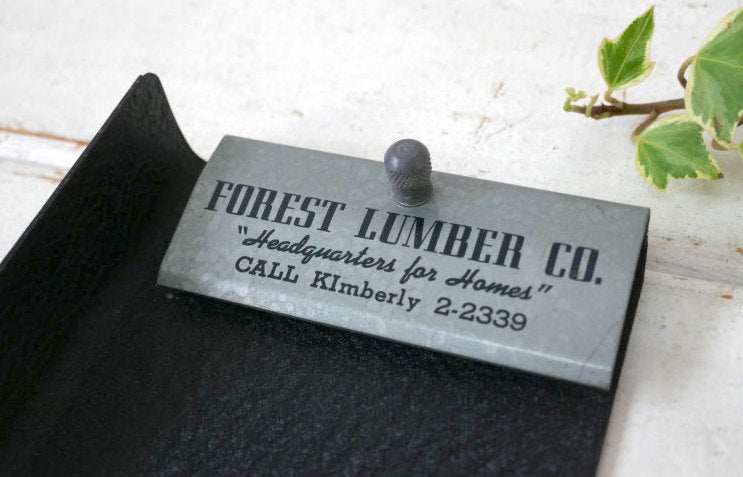 FOREST LUMBER CO.
"Headquarters for Homes"
CALL KImberly 2-2339